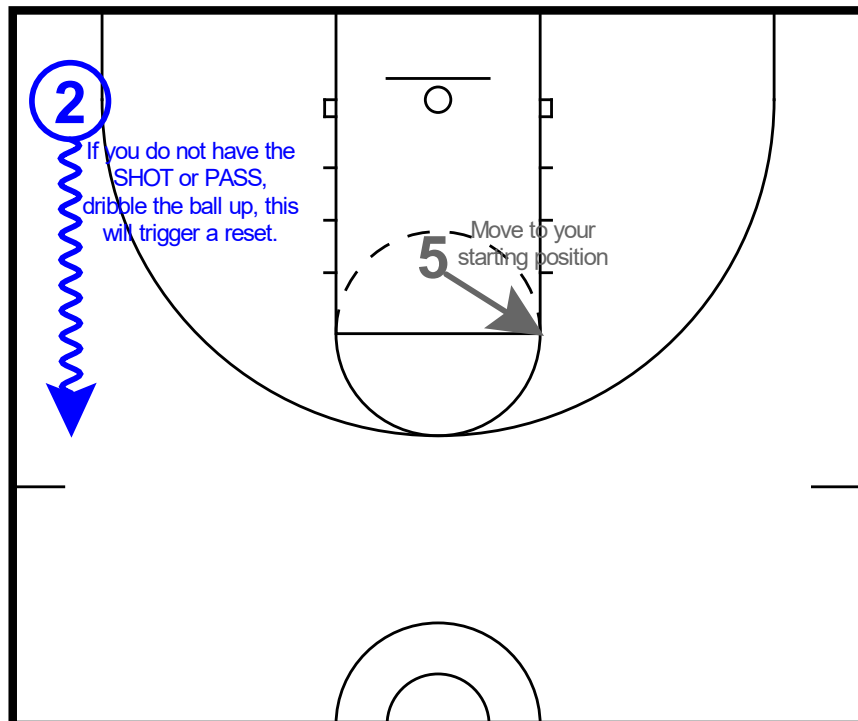 2
If you do not have the
SHOT or PASS,
dribble the ball up, this
will trigger a reset.
5
Move to your
starting position